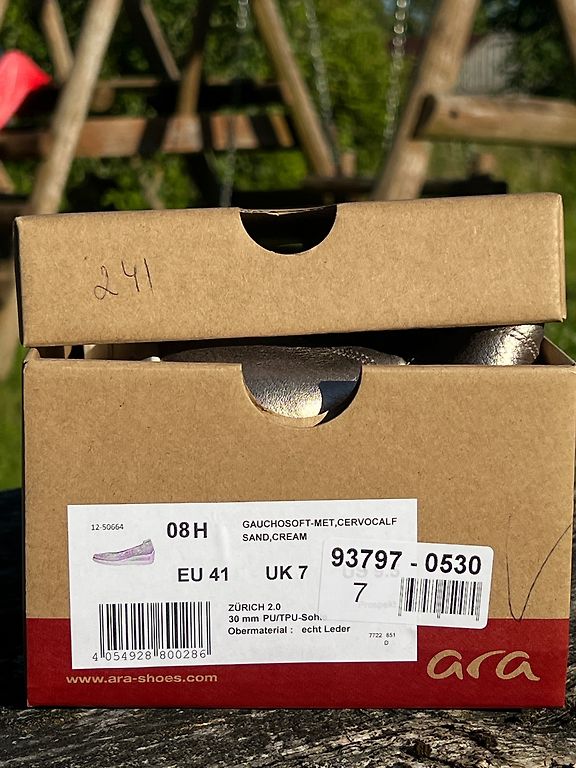 241
12-50664
08 H
GAUCHOSOFT-MET,CERVOCALF
SAND,CREAM
EU 41 UK 7
93797 - 0530
7
ZÜRICH 2.0
30 mm PU/TPU-Sohle
Obermaterial : echt Leder
7722 851
D
4 054928 800286
www.ara-shoes.com
ara